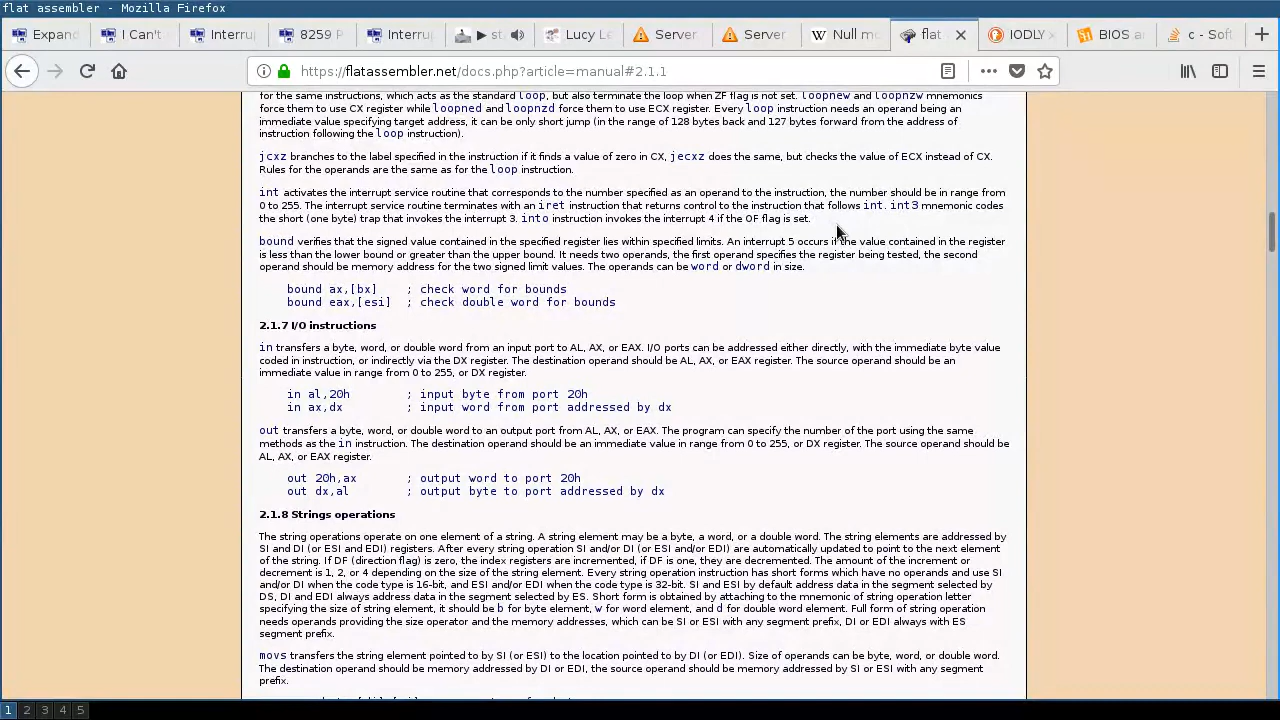 flat assembler - Mozilla Firefox
Expand
I Can't
Interru
8259 P
Interru
st
Lucy Le
Server
Server
Null m
flat
IODLY
BIOS ar
c - Soft
https://flatassembler.net/docs.php?article=manual#2.1.1
for the same instructions, which acts as the standard loop, but also terminate the loop when ZF flag is not set. loopnew and loopnzw mnemonics
force them to use CX register while loopned and loopnzd force them to use ECX register. Every loop instruction needs an operand being an
immediate value specifying target address, it can be only short jump (in the range of 128 bytes back and 127 bytes forward from the address of
instruction following the loop instruction).
jcxz branches to the label specified in the instruction if it finds a value of zero in CX, jecxz does the same, but checks the value of ECX instead of CX.
Rules for the operands are the same as for the loop instruction.
int activates the interrupt service routine that corresponds to the number specified as an operand to the instruction, the number should be in range from
0 to 255. The interrupt service routine terminates with an iret instruction that returns control to the instruction that follows int. int3 mnemonic codes
the short (one byte) trap that invokes the interrupt 3. into instruction invokes the interrupt 4 if the OF flag is set.
bound verifies that the signed value contained in the specified register lies within specified limits. An interrupt 5 occurs if the value contained in the register
is less than the lower bound or greater than the upper bound. It needs two operands, the first operand specifies the register being tested, the second
operand should be memory address for the two signed limit values. The operands can be word or dword in size.
bound ax,[bx] ; check word for bounds
bound eax,[esi] ; check double word for bounds
2.1.7 I/O instructions
in transfers a byte, word, or double word from an input port to AL, AX, or EAX. I/O ports can be addressed either directly, with the immediate byte value
coded in instruction, or indirectly via the DX register. The destination operand should be AL, AX, or EAX register. The source operand should be an
immediate value in range from 0 to 255, or DX register.
in al,20h ; input byte from port 20h
in ax,dx ; input word from port addressed by dx
out transfers a byte, word, or double word to an output port from AL, AX, or EAX. The program can specify the number of the port using the same
methods as the in instruction. The destination operand should be an immediate value in range from 0 to 255, or DX register. The source operand should be
AL, AX, or EAX register.
out 20h,ax ; output word to port 20h
out dx,al ; output byte to port addressed by dx
2.1.8 Strings operations
The string operations operate on one element of a string. A string element may be a byte, a word, or a double word. The string elements are addressed by
SI and DI (or ESI and EDI) registers. After every string operation SI and/or DI (or ESI and/or EDI) are automatically updated to point to the next element
of the string. If DF (direction flag) is zero, the index registers are incremented, if DF is one, they are decremented. The amount of the increment or
decrement is 1, 2, or 4 depending on the size of the string element. Every string operation instruction has short forms which have no operands and use SI
and/or DI when the code type is 16-bit, and ESI and/or EDI when the code type is 32-bit. SI and ESI by default address data in the segment selected by
DS, DI and EDI always address data in the segment selected by ES. Short form is obtained by attaching to the mnemonic of string operation letter
specifying the size of string element, it should be b for byte element, w for word element, and d for double word element. Full form of string operation
needs operands providing the size operator and the memory addresses, which can be SI or ESI with any segment prefix, DI or EDI always with ES
segment prefix.
movs transfers the string element pointed to by SI (or ESI) to the location pointed to by DI (or EDI). Size of operands can be byte, word, or double word.
The destination operand should be memory addressed by DI or EDI, the source operand should be memory addressed by SI or ESI with any segment
prefix.
1 2 3 4 5